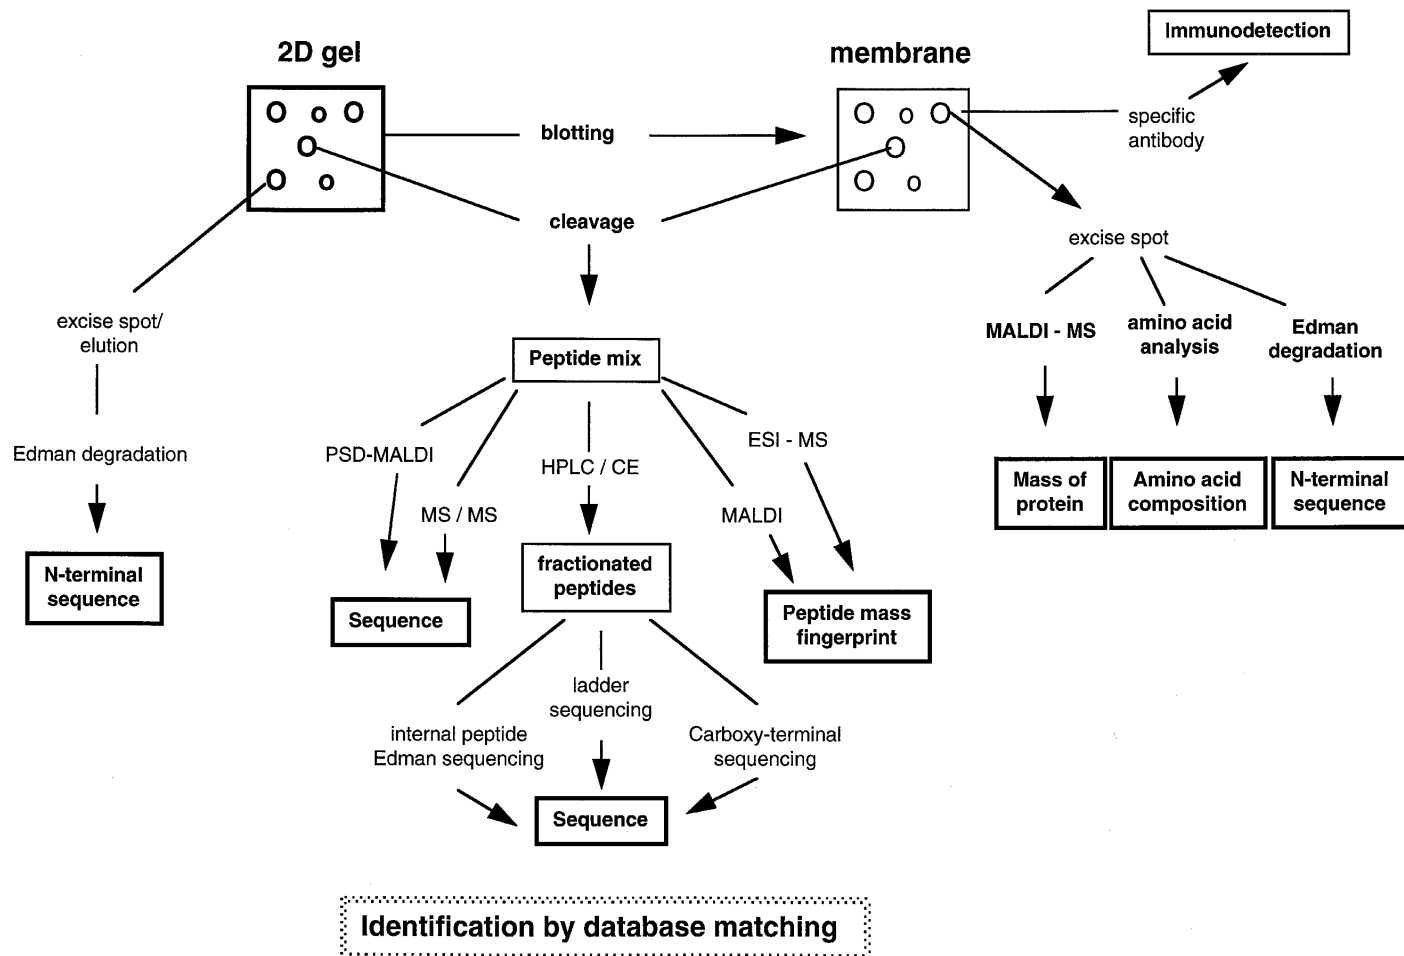 Immunodetection
2D gel
membrane
O o O
O
O o
O o O
O
O o
blotting
specific
antibody
cleavage
excise spot
excise spot/
elution
MALDI - MS
amino acid
analysis
Edman
degradation
Peptide mix
Edman degradation
PSD-MALDI
MS / MS
HPLC / CE
MALDI
ESI - MS
Mass of
protein
Amino acid
composition
N-terminal
sequence
N-terminal
sequence
Sequence
fractionated
peptides
Peptide mass
fingerprint
internal peptide
Edman sequencing
ladder
sequencing
Carboxy-terminal
sequencing
Sequence
Identification by database matching